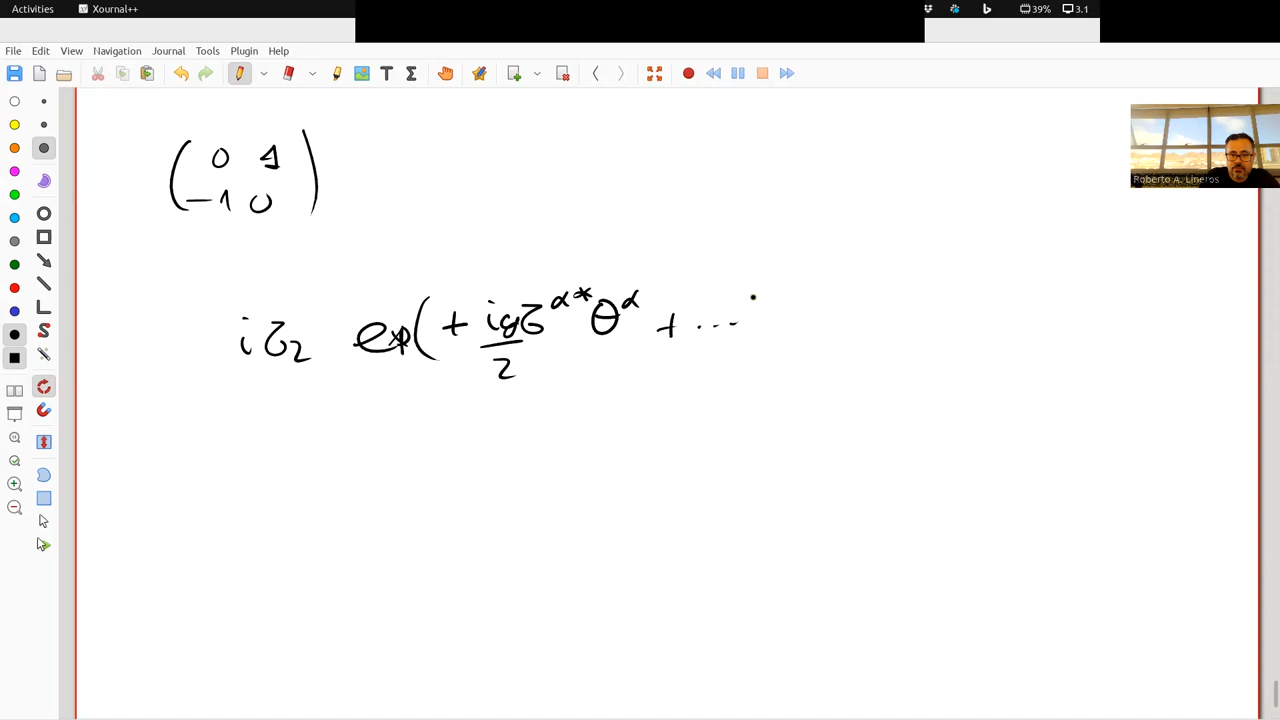 Activities Xournal++ 39% 3.1
File Edit View Navigation Journal Tools Plugin Help
( 0 1 )
( -1 0 )
Roberto A. Lineros
iσ₂ exp( + igσ^α* θ^α + ...
2